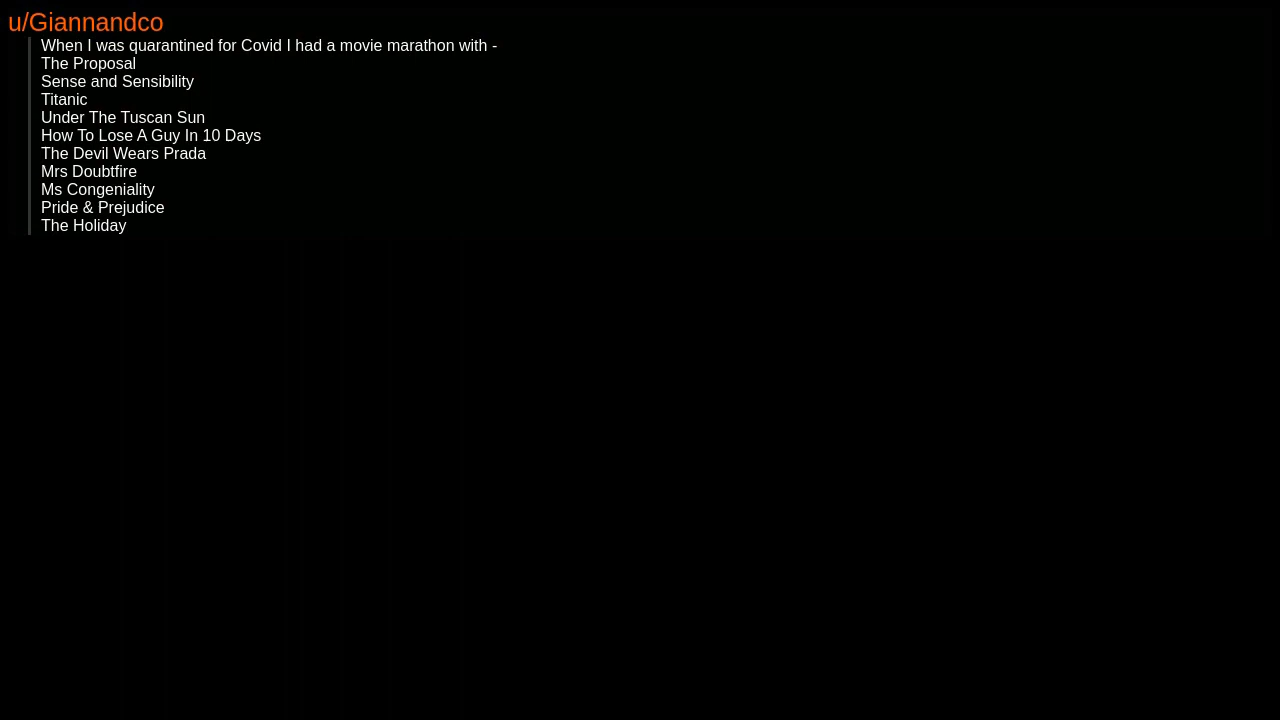 u/Giannandco
When I was quarantined for Covid I had a movie marathon with -
The Proposal
Sense and Sensibility
Titanic
Under The Tuscan Sun
How To Lose A Guy In 10 Days
The Devil Wears Prada
Mrs Doubtfire
Ms Congeniality
Pride & Prejudice
The Holiday